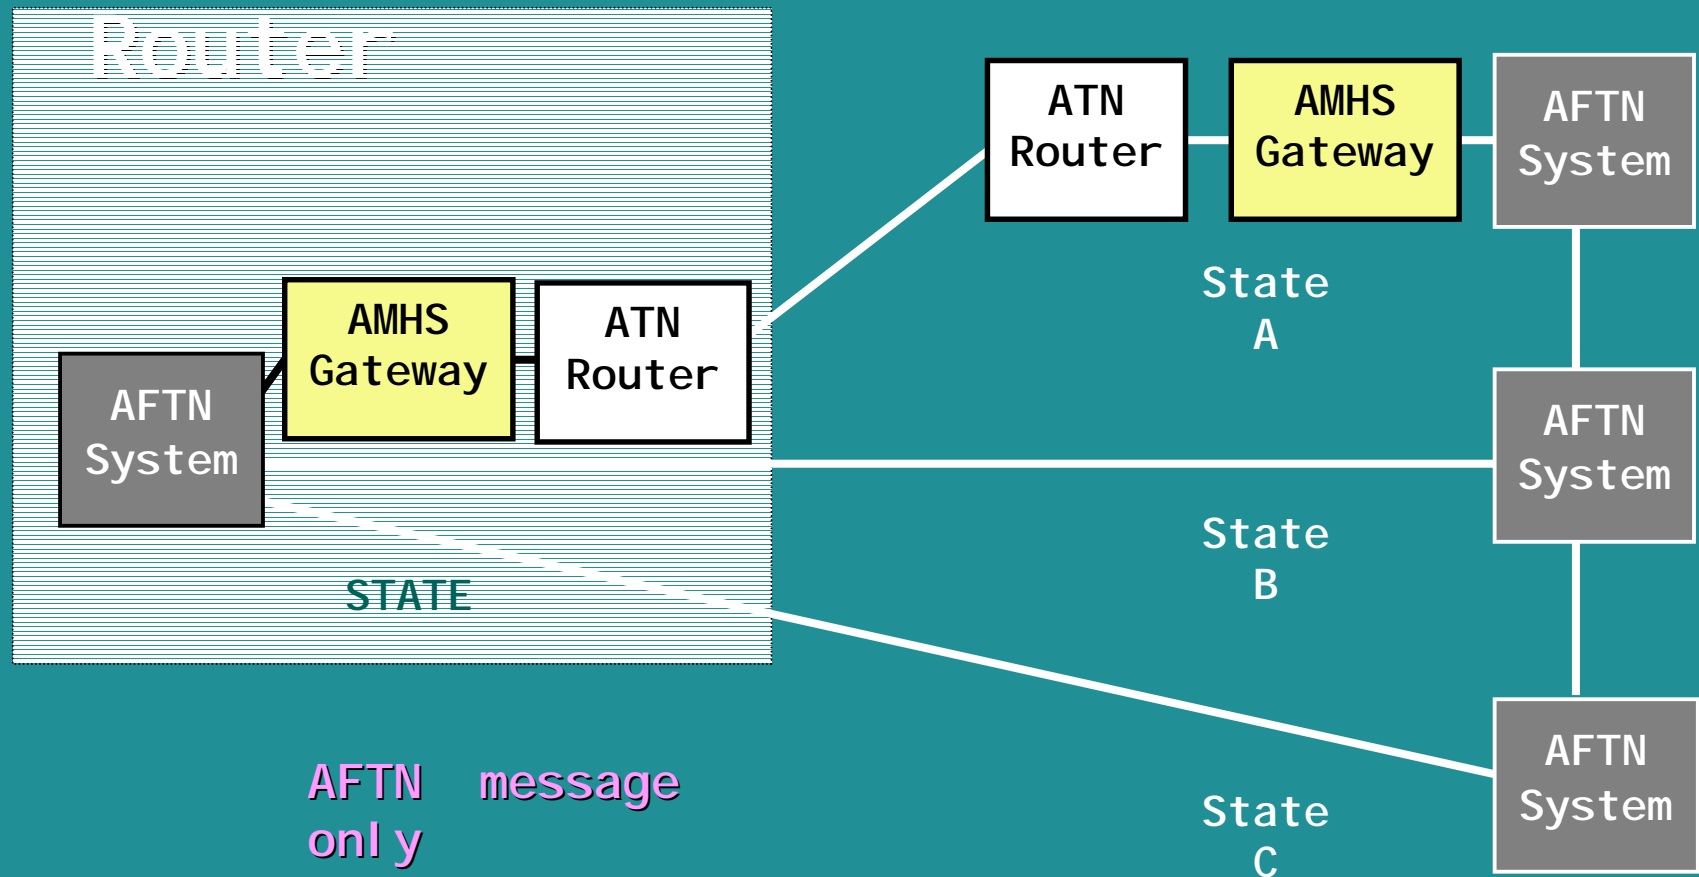 Router
ATN
Router
AMHS
Gateway
AFTN
System
State
A
AMHS
Gateway
ATN
Router
AFTN
System
AFTN
System
State
B
STATE
AFTN
System
State
C
AFTN message
only